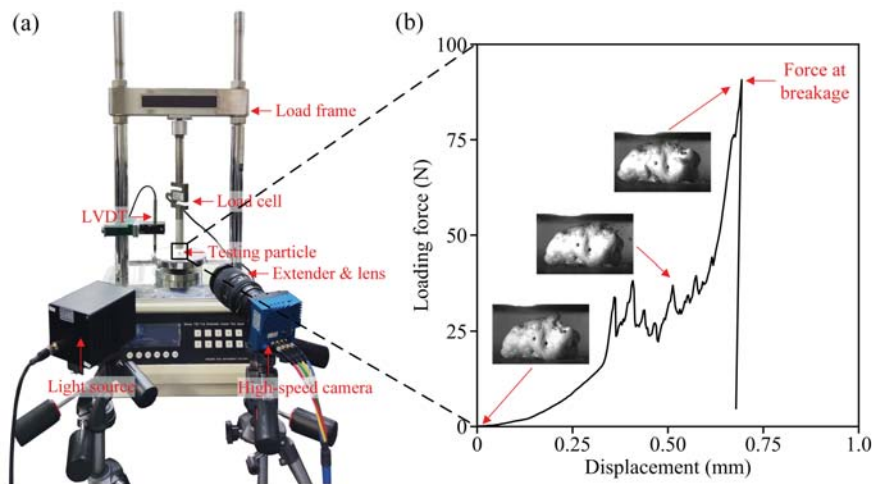 (a)
Load frame
Load cell
LVDT
Testing particle
Extender & lens
Light source
High-speed camera
(b)
100
75
50
25
0
Loading force (N)
Force at
breakage
0
0.25
0.50
0.75
1.0
Displacement (mm)